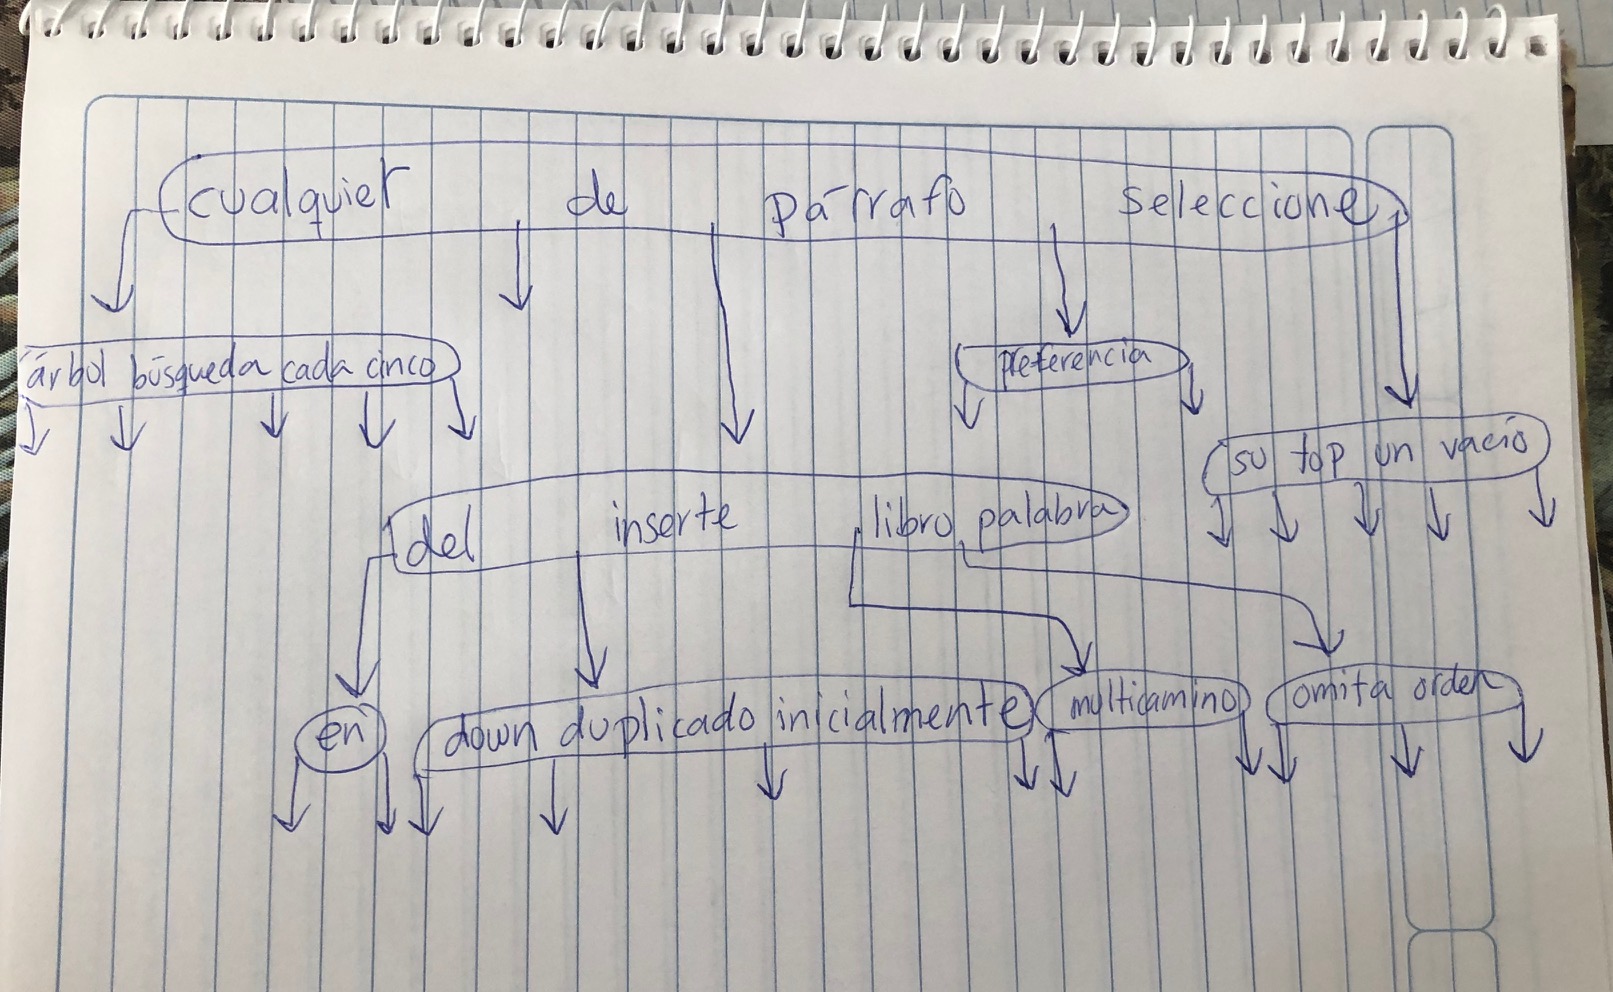 cualquier de párrafo seleccione
árbol búsqueda cada cinco
preferencia
su top un vacío
del inserte libro palabra
en
down duplicado inicialmente
multicamino
omita orden